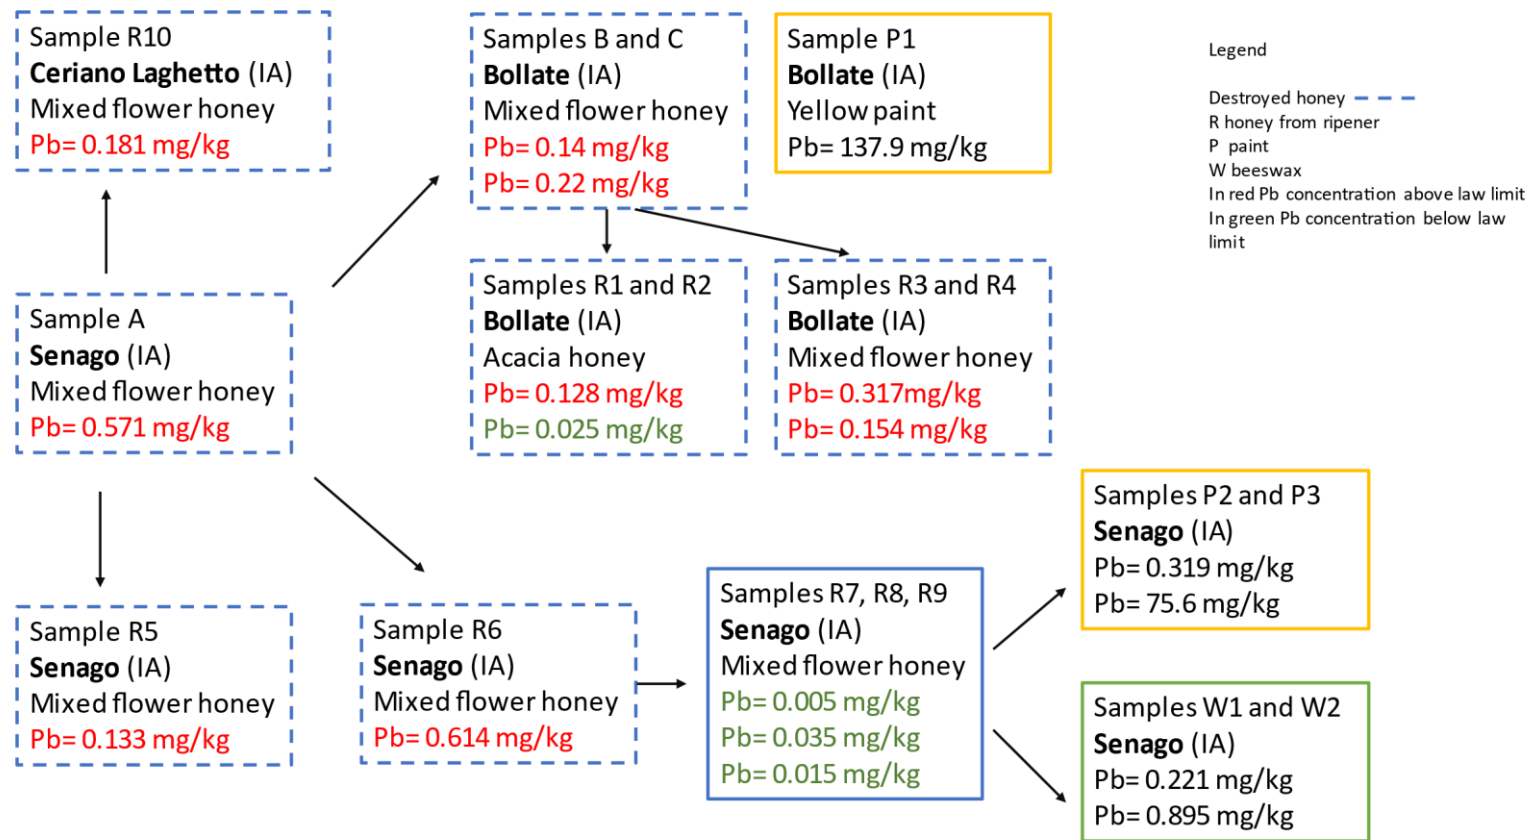 Sample R10
Ceriano Laghetto (IA)
Mixed flower honey
Pb= 0.181 mg/kg
Samples B and C
Bollate (IA)
Mixed flower honey
Pb= 0.14 mg/kg
Pb= 0.22 mg/kg
Sample P1
Bollate (IA)
Yellow paint
Pb= 137.9 mg/kg
Legend
Destroyed honey
R honey from ripener
P paint
W beeswax
In red Pb concentration above law limit
In green Pb concentration below law
limit
Sample A
Senago (IA)
Mixed flower honey
Pb= 0.571 mg/kg
Samples R1 and R2
Bollate (IA)
Acacia honey
Pb= 0.128 mg/kg
Pb= 0.025 mg/kg
Samples R3 and R4
Bollate (IA)
Mixed flower honey
Pb= 0.317mg/kg
Pb= 0.154 mg/kg
Sample R5
Senago (IA)
Mixed flower honey
Pb= 0.133 mg/kg
Sample R6
Senago (IA)
Mixed flower honey
Pb= 0.614 mg/kg
Samples R7, R8, R9
Senago (IA)
Mixed flower honey
Pb= 0.005 mg/kg
Pb= 0.035 mg/kg
Pb= 0.015 mg/kg
Samples P2 and P3
Senago (IA)
Pb= 0.319 mg/kg
Pb= 75.6 mg/kg
Samples W1 and W2
Senago (IA)
Pb= 0.221 mg/kg
Pb= 0.895 mg/kg